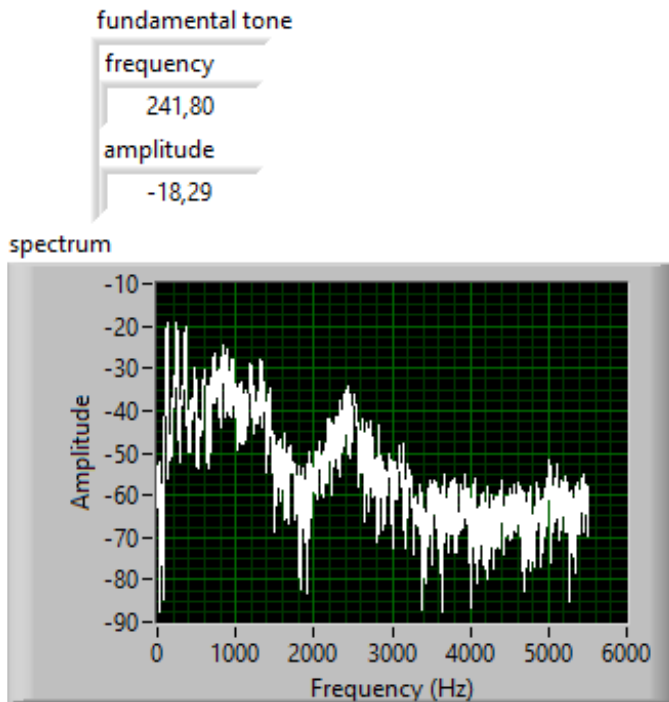 fundamental tone
frequency
241,80
amplitude
-18,29
spectrum
-10
-20
-30
-40
-50
-60
-70
-80
-90
Amplitude
0 1000 2000 3000 4000 5000 6000
Frequency (Hz)